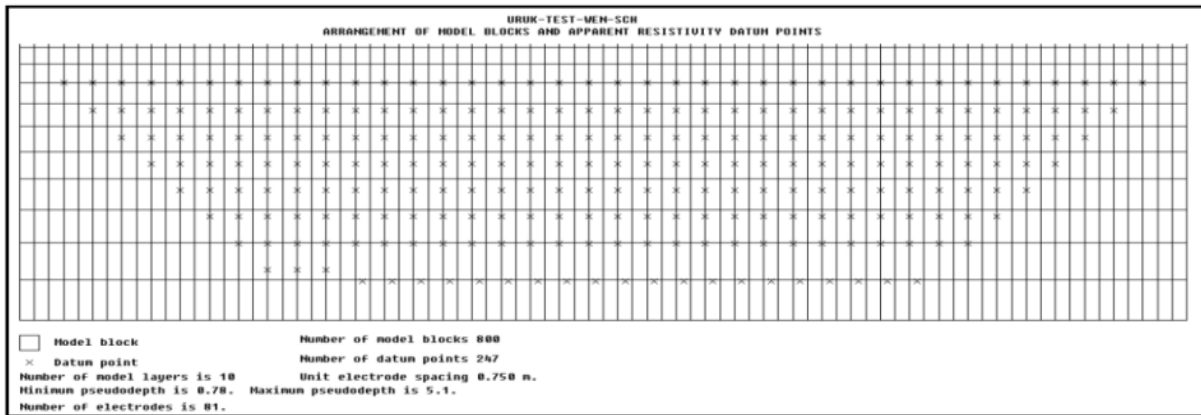 URUK-TEST-WEN-SCH
ARRANGEMENT OF MODEL BLOCKS AND APPARENT RESISTIVITY DATUM POINTS
Model block
Number of model blocks 800
Datum point
Number of datum points 247
Number of model layers is 10
Unit electrode spacing 0.750 m.
Minimum pseudodepth is 0.78. Maximum pseudodepth is 5.1.
Number of electrodes is 81.